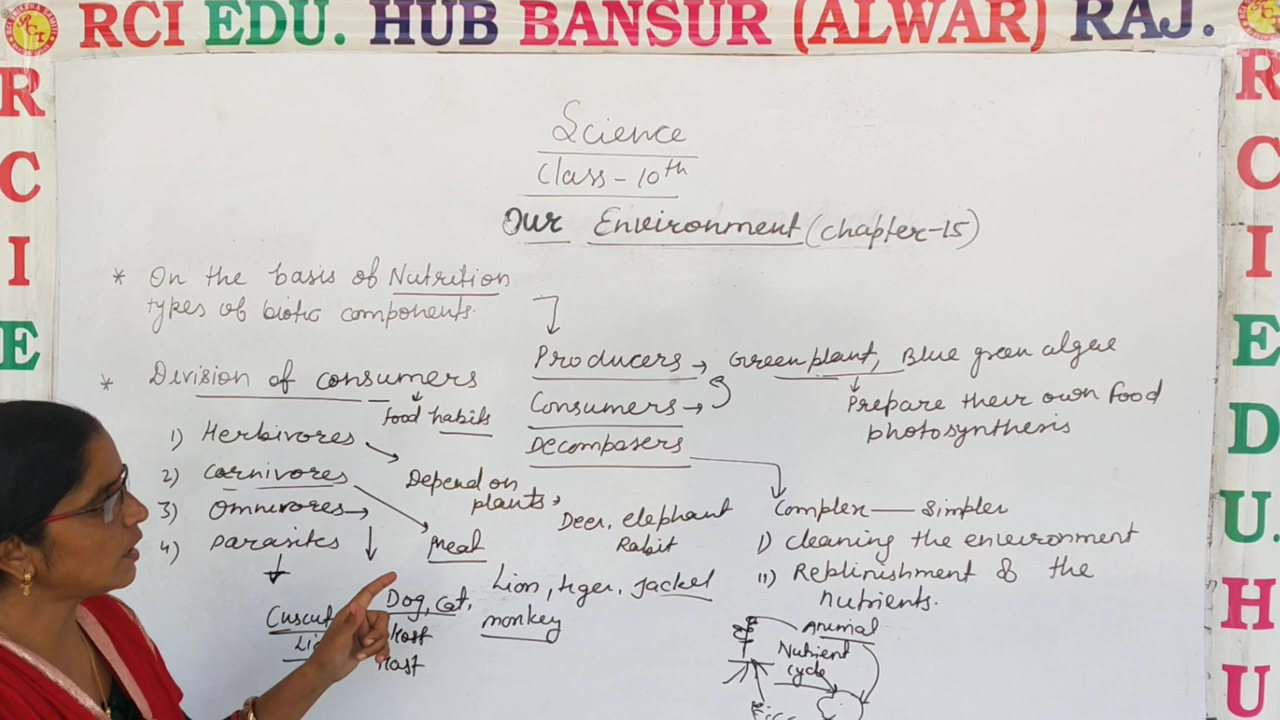 RCI EDU. HUB BANSUR (ALWAR) RAJ.
R
C
I
E
R
C
I
E
D
U.
H
U
Science
Class - 10th
Our Environment (chapter-15)
* On the basis of Nutrition
types of biotic components.
Producers → Green plant, Blue green algae
Prepare their own food
photosynthesis
Consumers →
Decomposers
Complex — Simpler
i) cleaning the environment
ii) Replinishment of the
nutrients.
* Division of consumers
food habits
1) Herbivores
2) Carnivores
3) Omnivores →
4) Parasites
Depend on
plants,
Deer, elephant
Rabit
Meat
Lion, tiger, Jackel
Dog, cat,
monkey
Animal
Nutrient
cycle